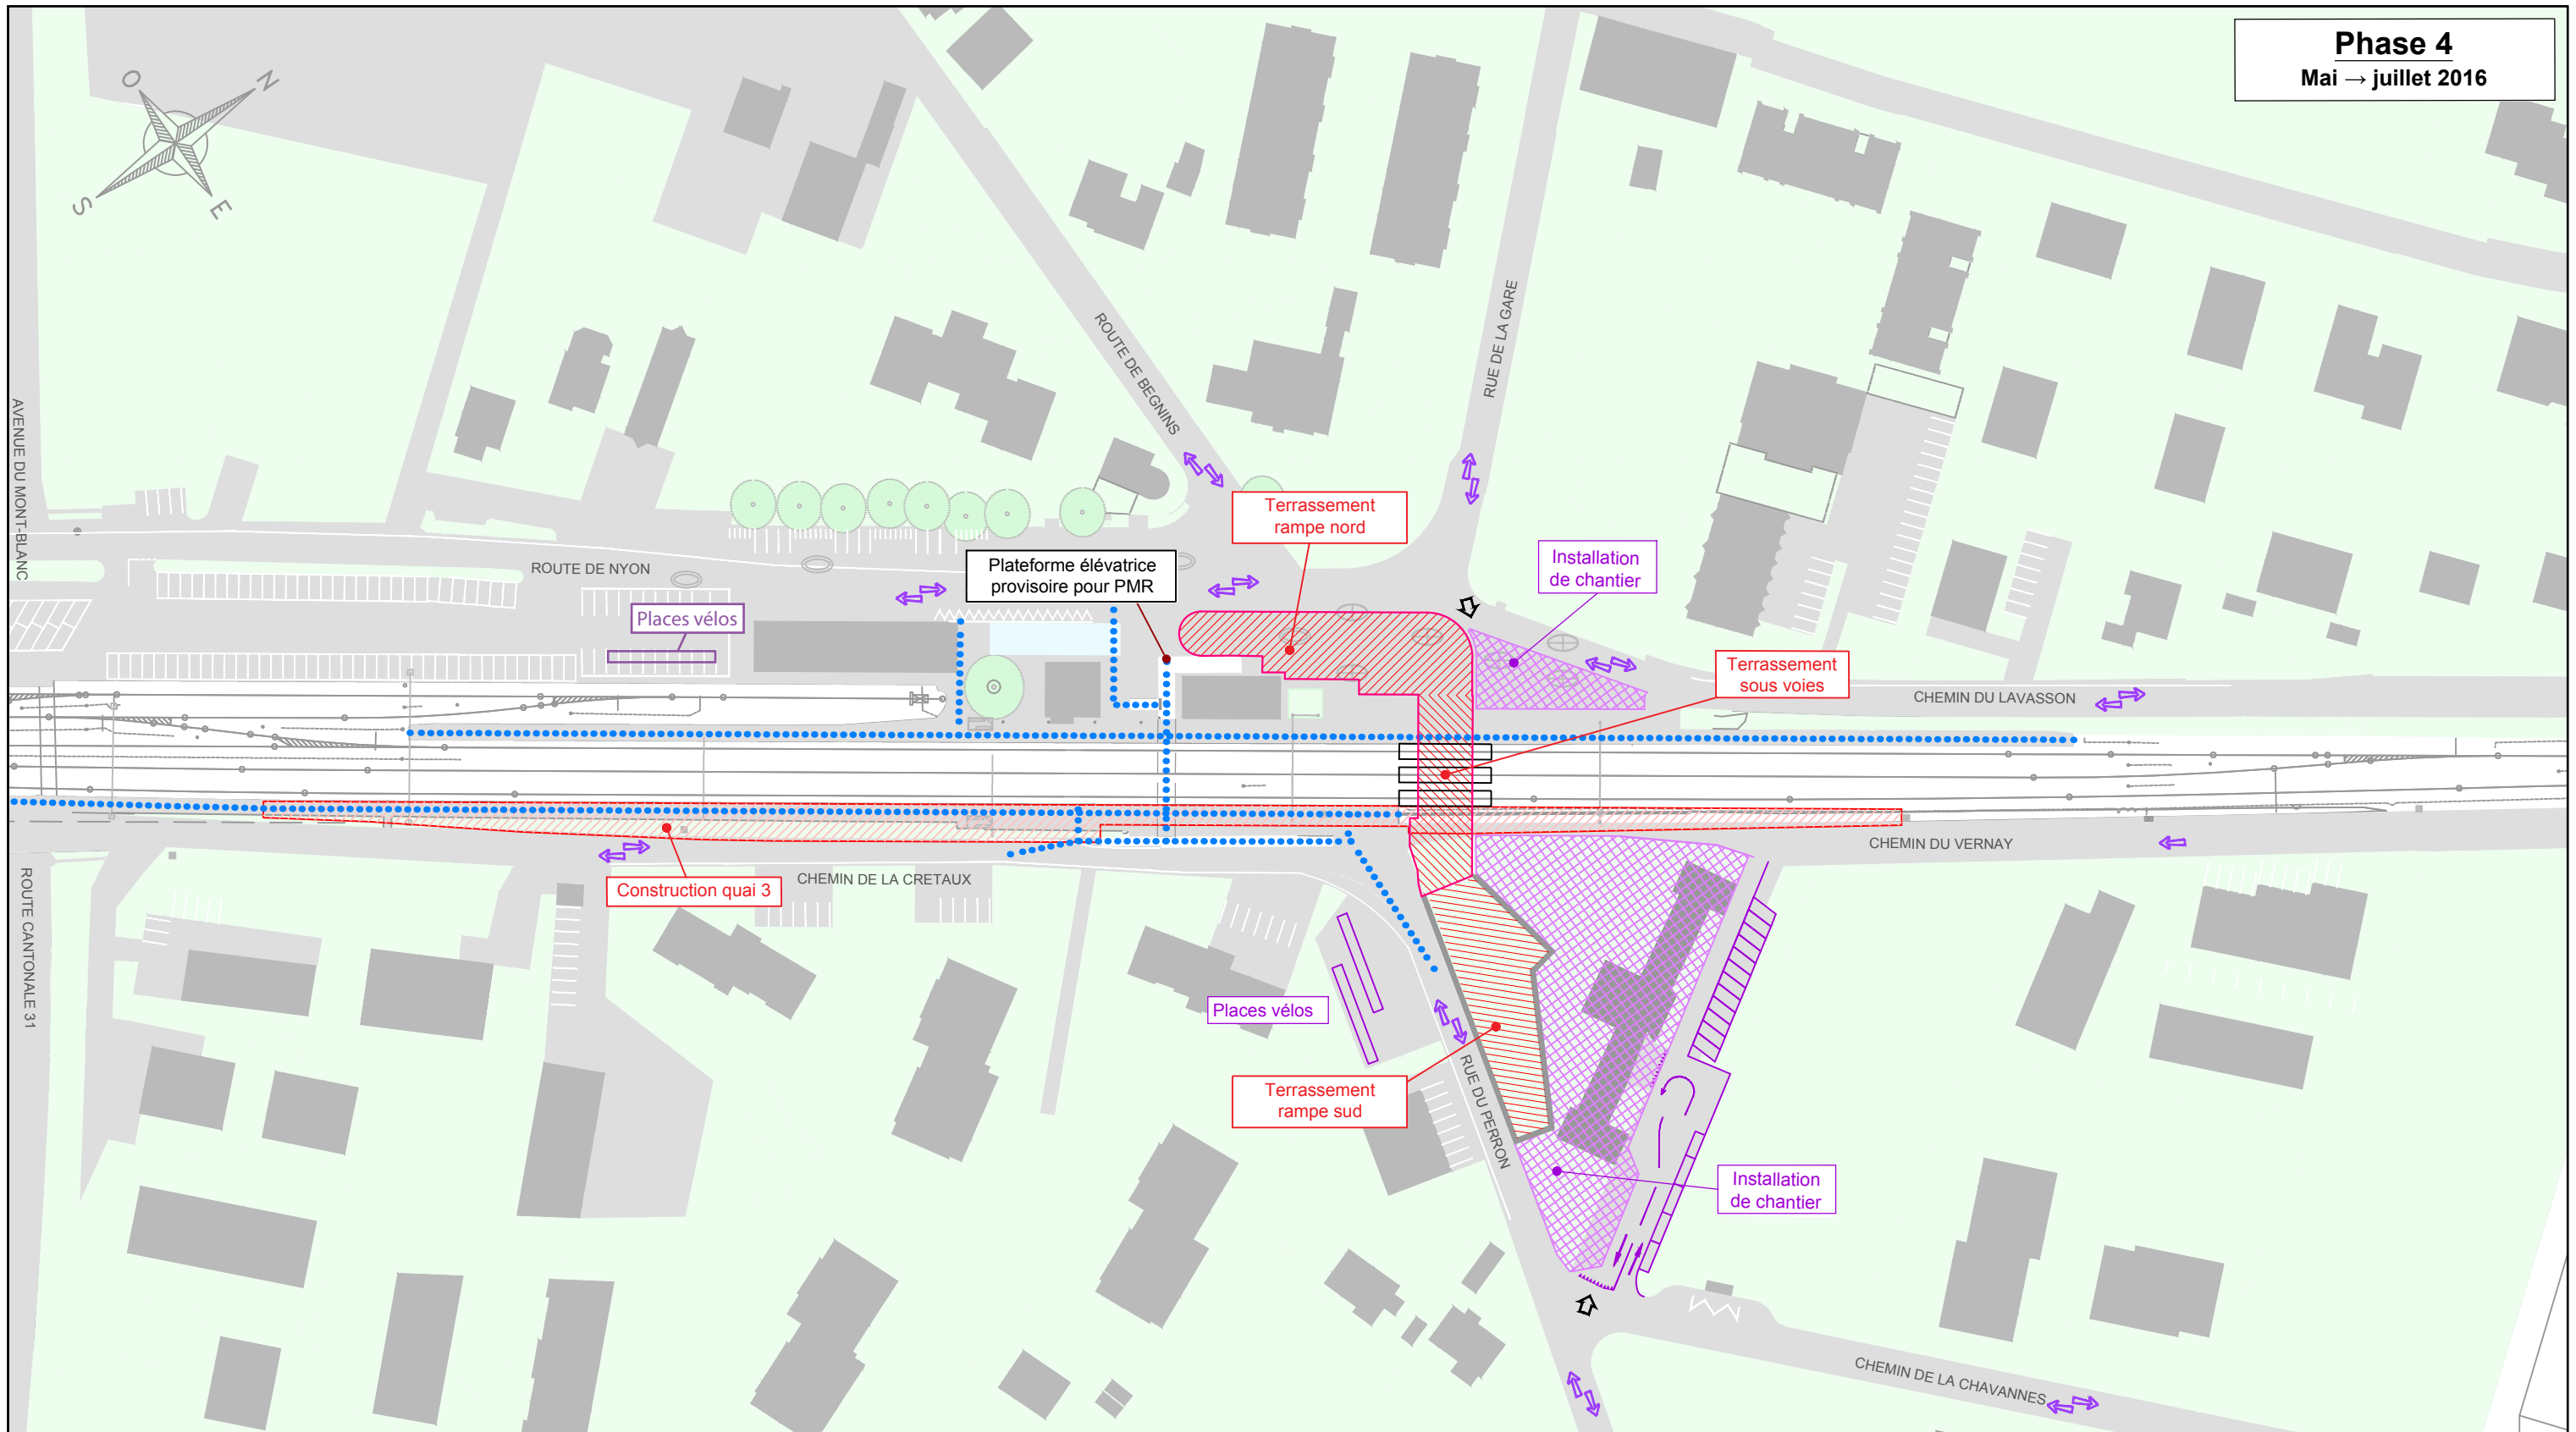 Phase 4
Mai → juillet 2016
O
N
S
E
AVENUE DU MONT-BLANC
ROUTE DE BEGNINS
RUE DE LA GARE
Terrassement
rampe nord
Plateforme élévatrice
provisoire pour PMR
Installation
de chantier
ROUTE DE NYON
Places vélos
Terrassement
sous voies
CHEMIN DU LAVASSON
CHEMIN DU VERNAY
Construction quai 3
CHEMIN DE LA CRETAUX
ROUTE CANTONALE 31
Places vélos
RUE DU PERRON
Terrassement
rampe sud
Installation
de chantier
CHEMIN DE LA CHAVANNES